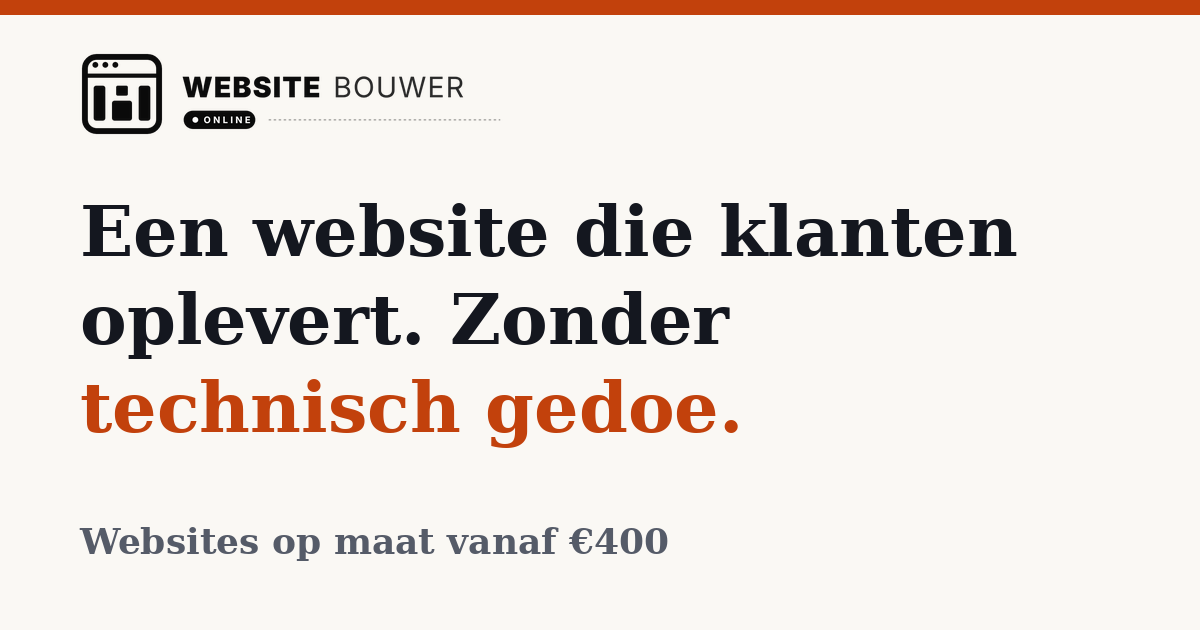 WEBSITE BOUWER
ONLINE
Een website die klanten
oplevert. Zonder
technisch gedoe.
Websites op maat vanaf €400